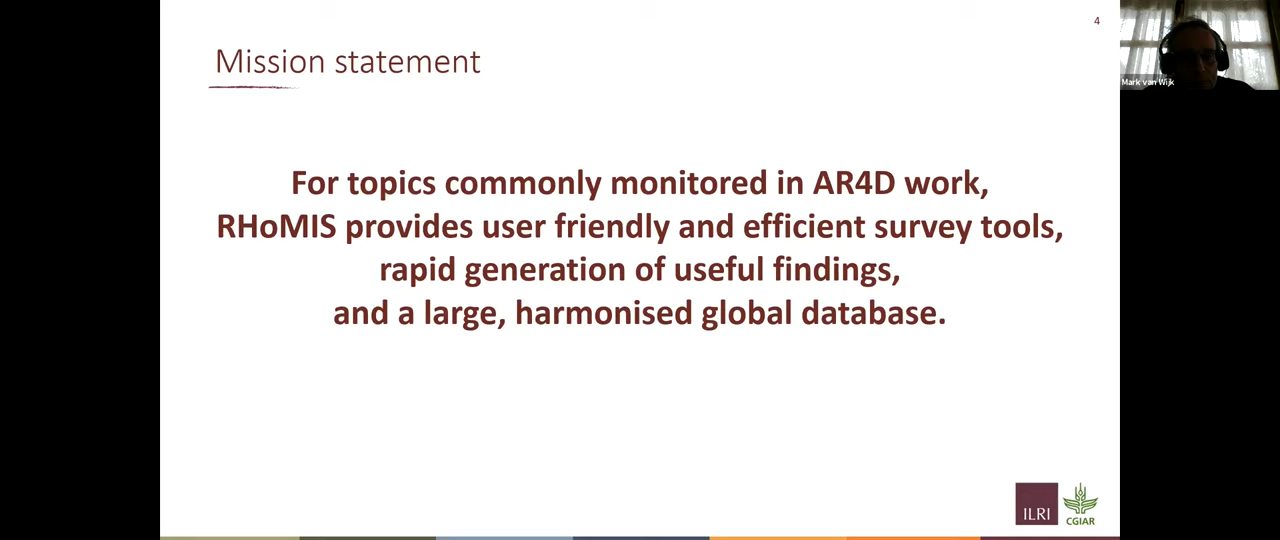 4
Mission statement
Mark van Wijk
For topics commonly monitored in AR4D work,
RHoMIS provides user friendly and efficient survey tools,
rapid generation of useful findings,
and a large, harmonised global database.
ILRI
CGIAR